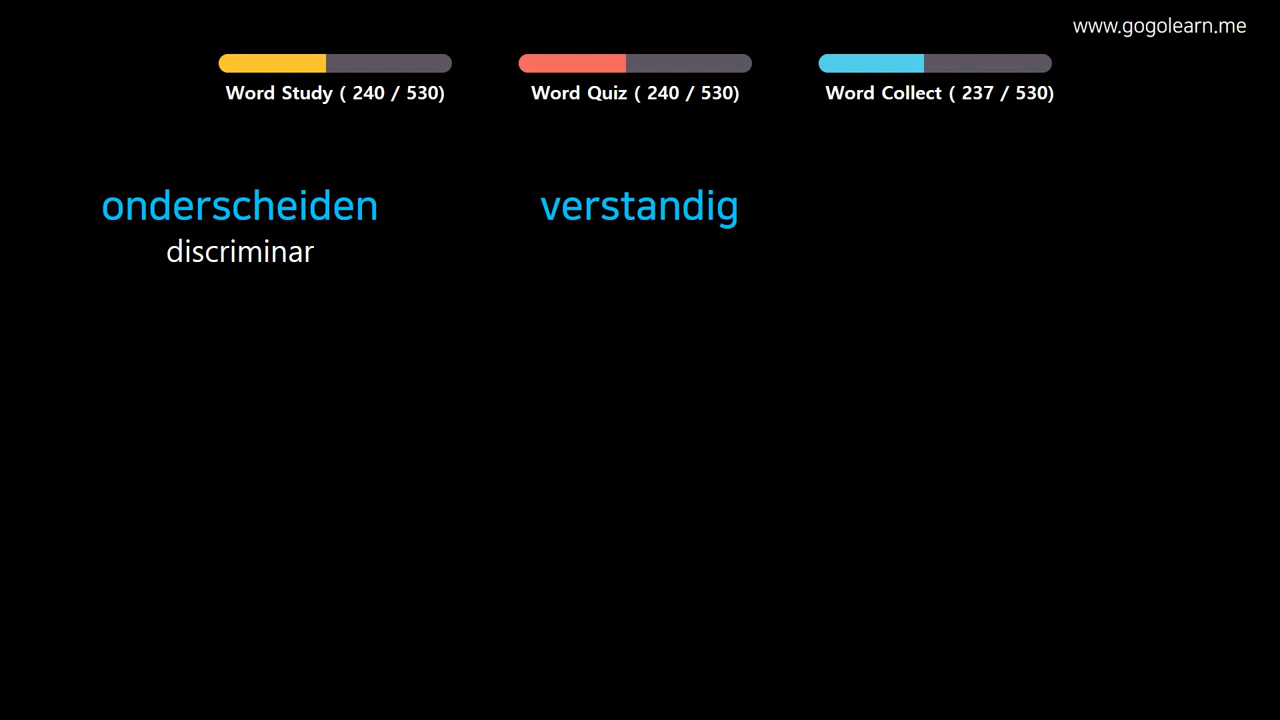 www.gogolearn.me
Word Study ( 240 / 530)
Word Quiz ( 240 / 530)
Word Collect ( 237 / 530)
onderscheiden
discriminar
verstandig